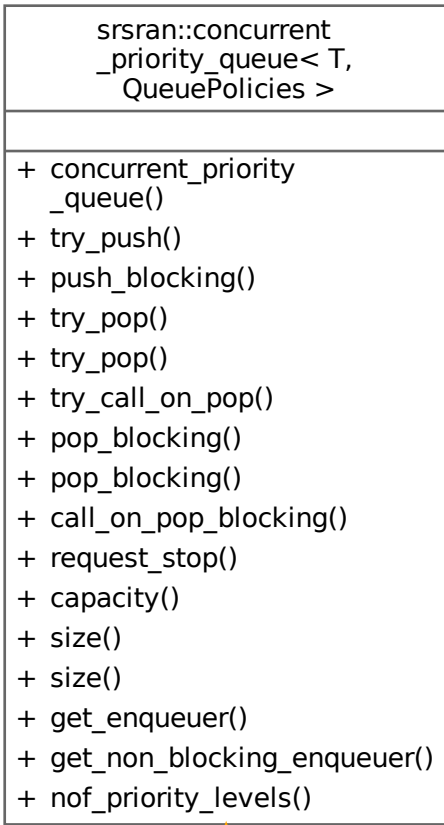 srsran::concurrent
_priority_queue< T,
QueuePolicies >
+ concurrent_priority
_queue()
+ try_push()
+ push_blocking()
+ try_pop()
+ try_pop()
+ try_call_on_pop()
+ pop_blocking()
+ pop_blocking()
+ call_on_pop_blocking()
+ request_stop()
+ capacity()
+ size()
+ size()
+ get_enqueuer()
+ get_non_blocking_enqueuer()
+ nof_priority_levels()